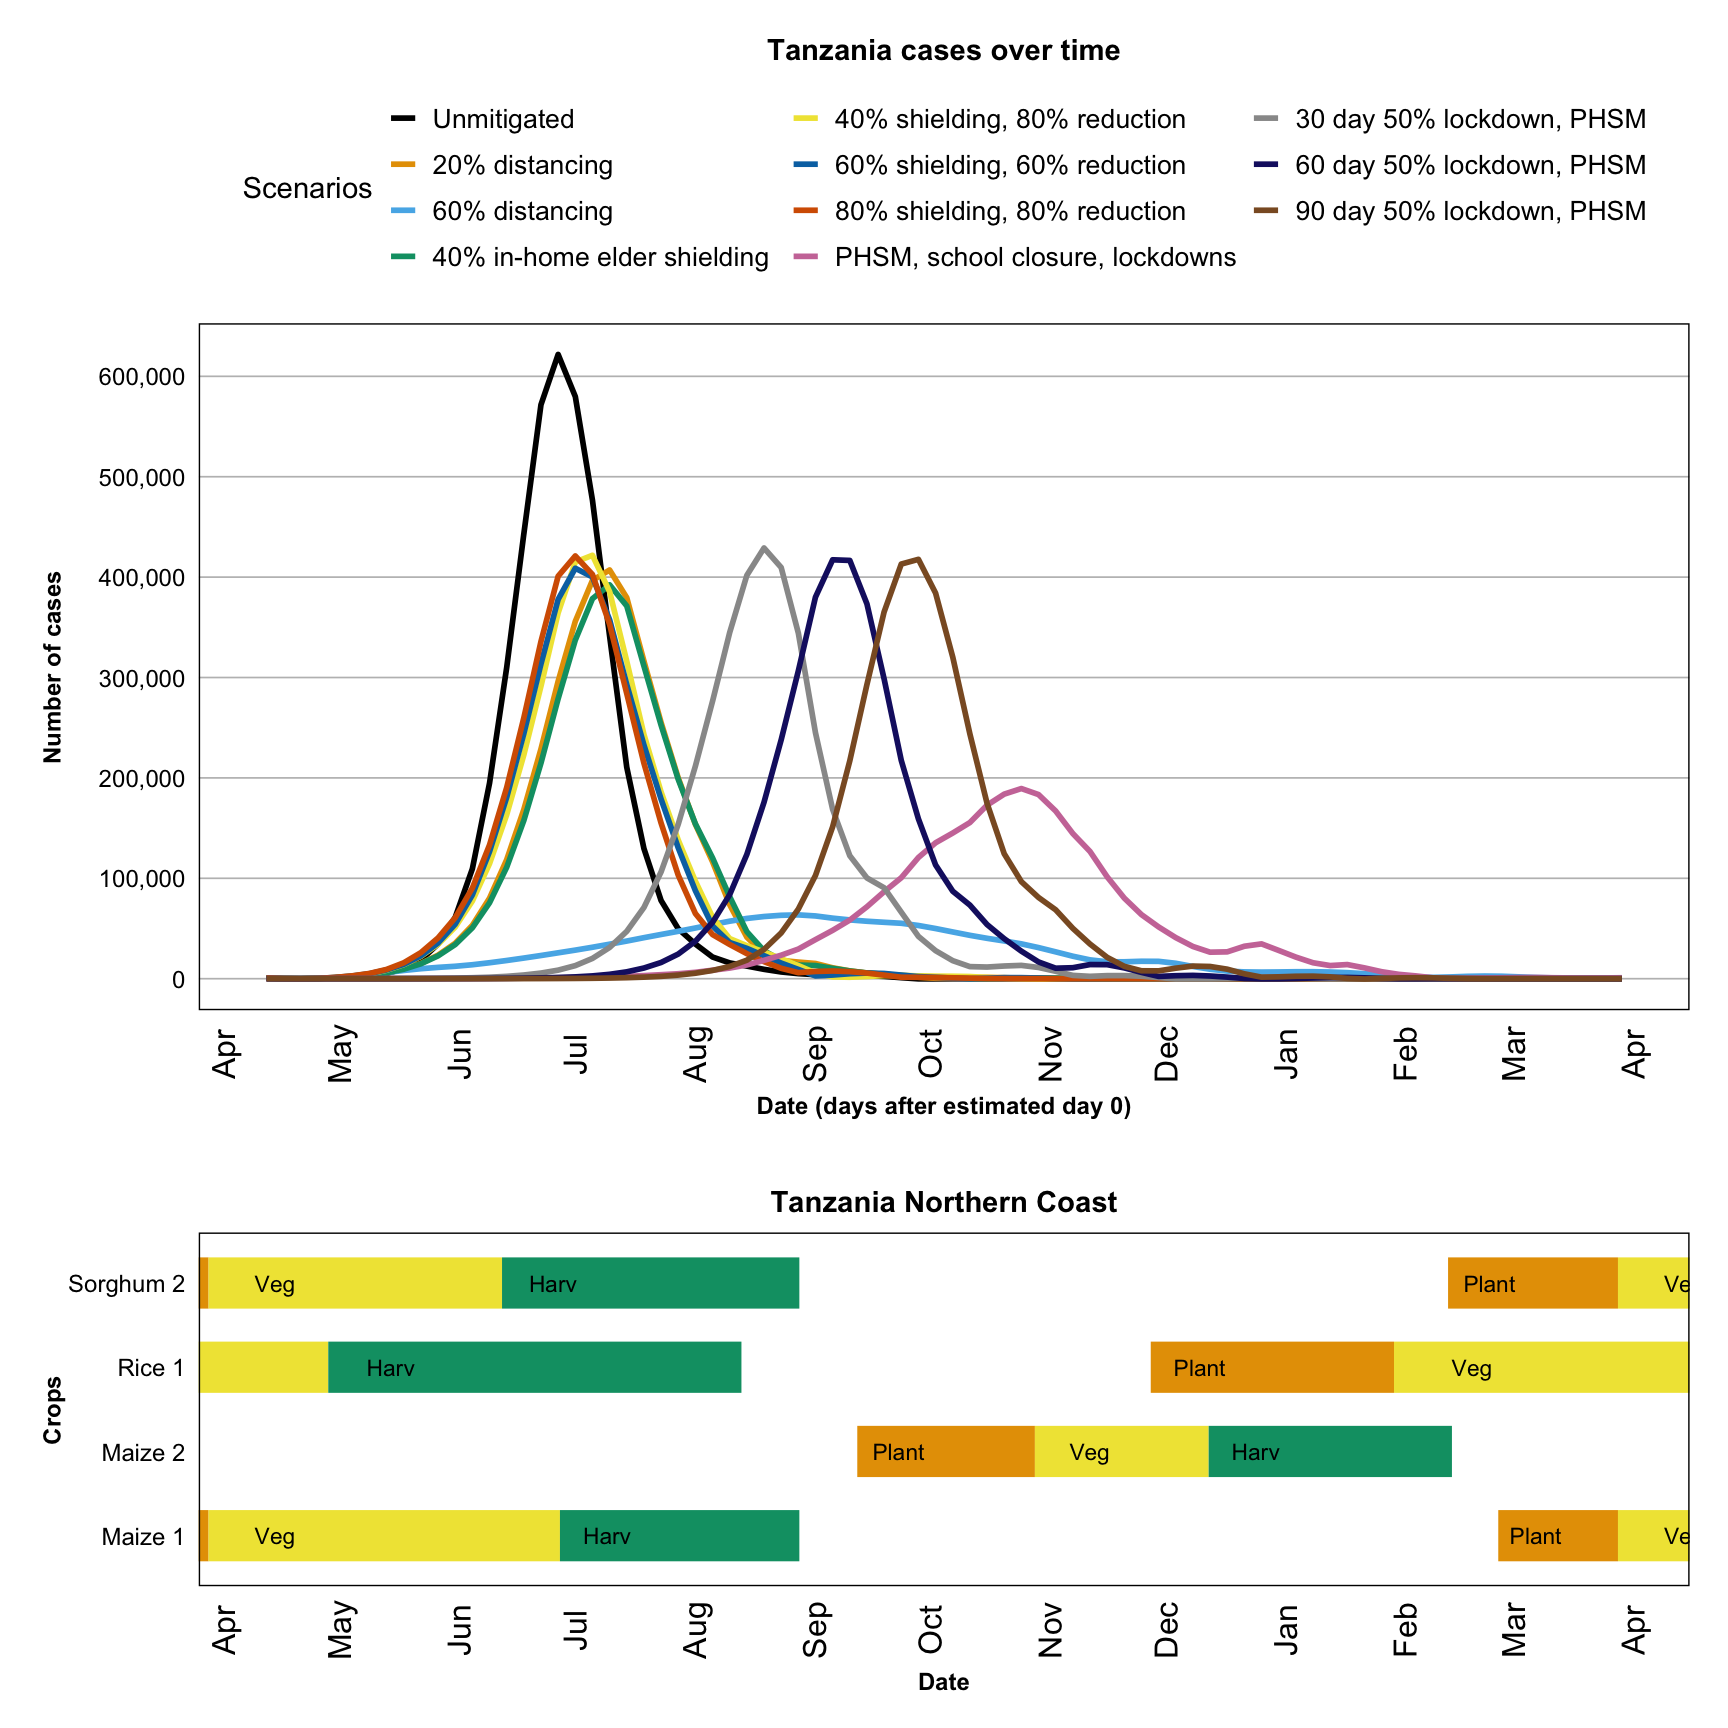 Tanzania cases over time
Scenarios
Unmitigated
20% distancing
60% distancing
40% in-home elder shielding
40% shielding, 80% reduction
60% shielding, 60% reduction
80% shielding, 80% reduction
PHSM, school closure, lockdowns
30 day 50% lockdown, PHSM
60 day 50% lockdown, PHSM
90 day 50% lockdown, PHSM
Number of cases
600,000
500,000
400,000
300,000
200,000
100,000
0
Apr May Jun Jul Aug Sep Oct Nov Dec Jan Feb Mar Apr
Date (days after estimated day 0)
Tanzania Northern Coast
Crops
Sorghum 2 Veg Harv Plant Ve
Rice 1 Harv Plant Veg
Maize 2 Plant Veg Harv
Maize 1 Veg Harv Plant Ve
Apr May Jun Jul Aug Sep Oct Nov Dec Jan Feb Mar Apr
Date